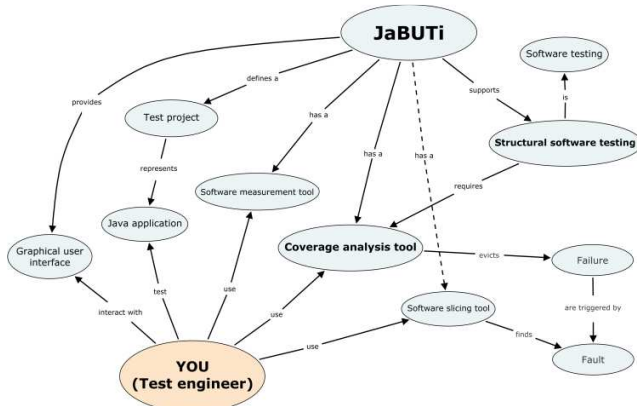 JaBUTi
Software testing
provides
defines a
supports
is
Test project
Structural software testing
has a
has a
has a
represents
requires
Software measurement tool
Java application
Graphical user
interface
Coverage analysis tool
evicts
Failure
test
use
interact with
use
Software slicing tool
are triggered by
use
finds
Fault
YOU
(Test engineer)